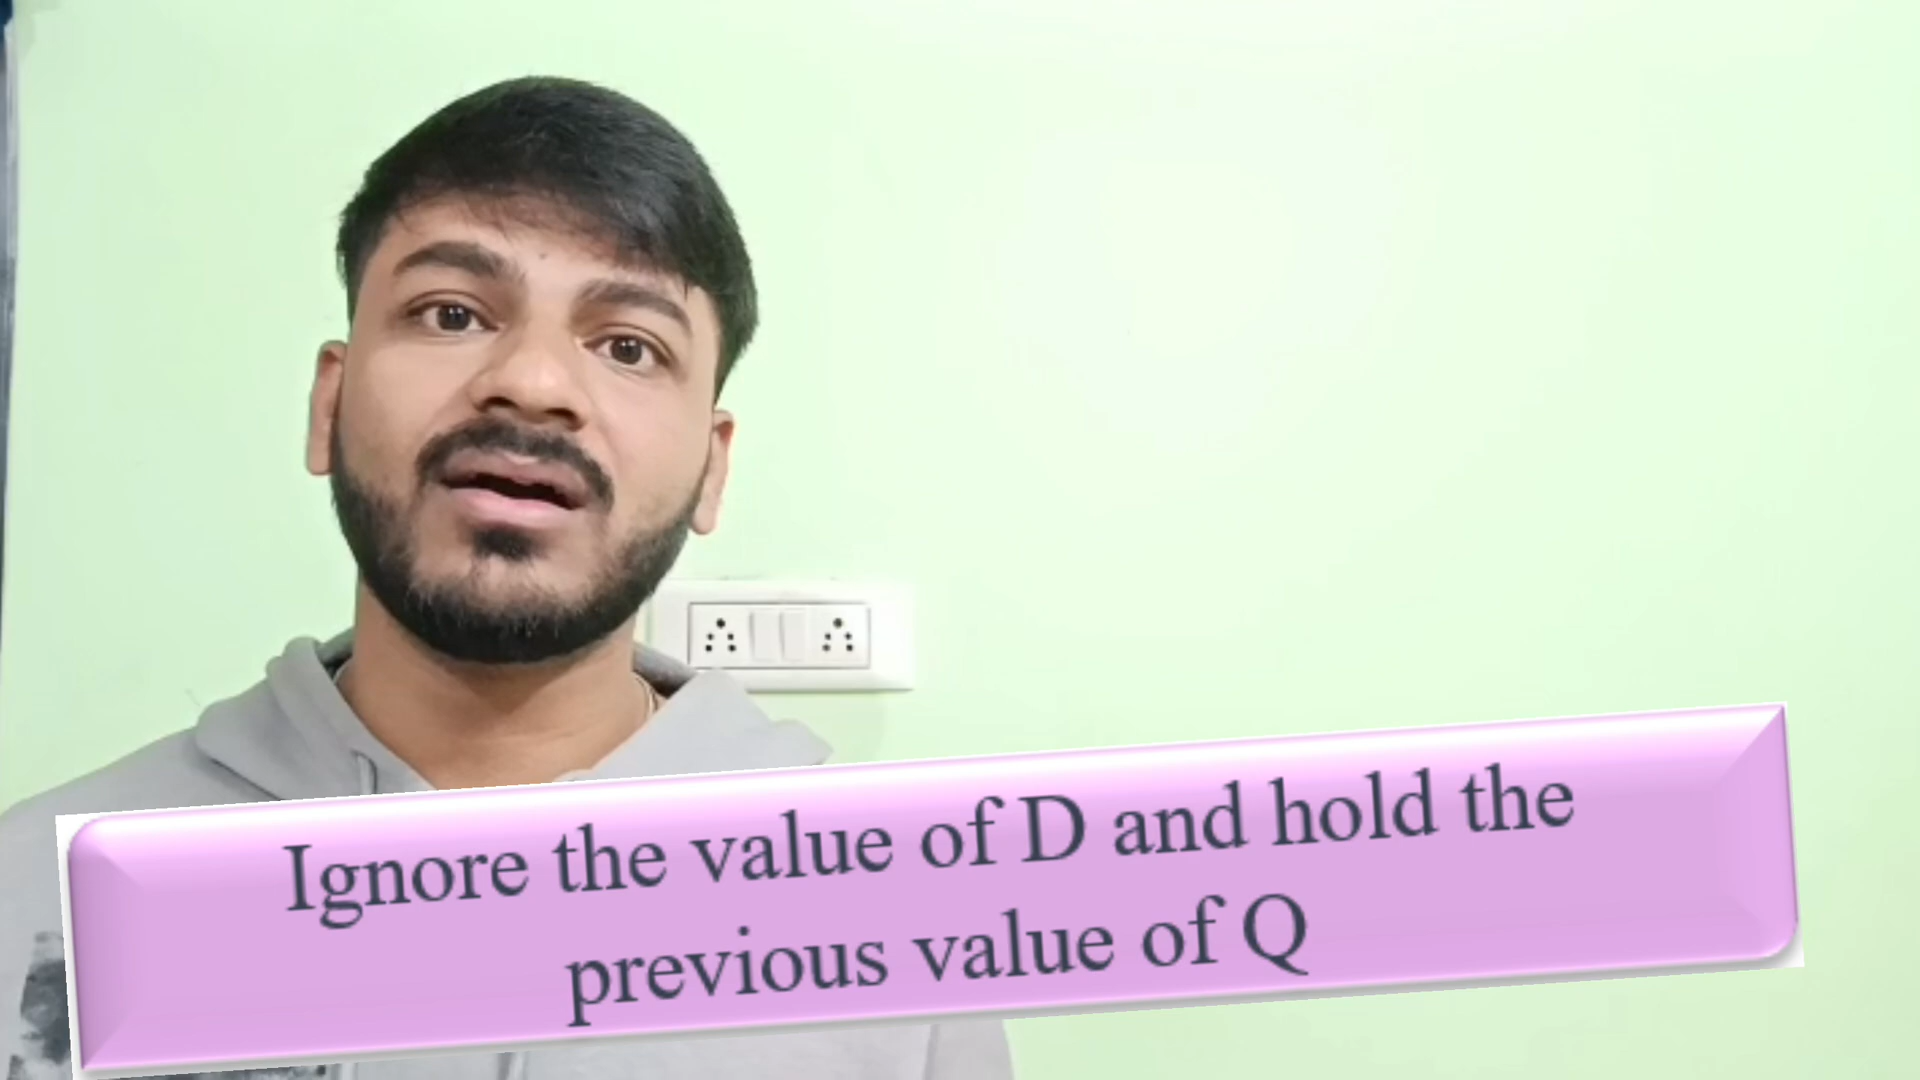 Ignore the value of D and hold the
previous value of Q